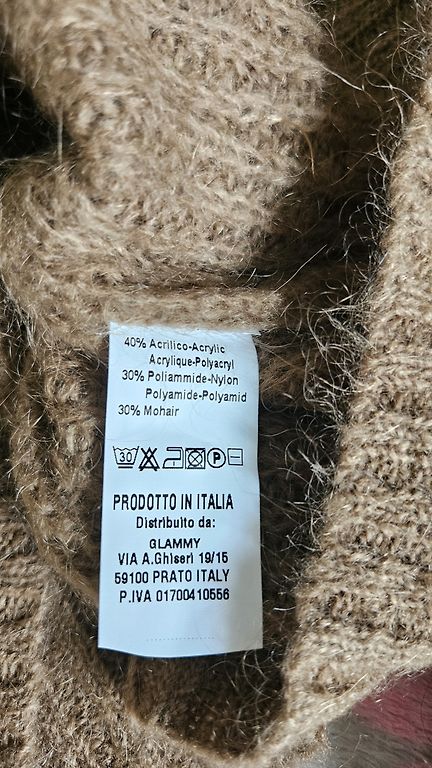 40% Acrilico-Acrylic
Acrylique-Polyacryl
30% Poliammide-Nylon
Polyamide-Polyamid
30% Mohair
30 P
PRODOTTO IN ITALIA
Distribuito da:
GLAMMY
VIA A.Ghiseri 19/15
59100 PRATO ITALY
P.IVA 01700410556